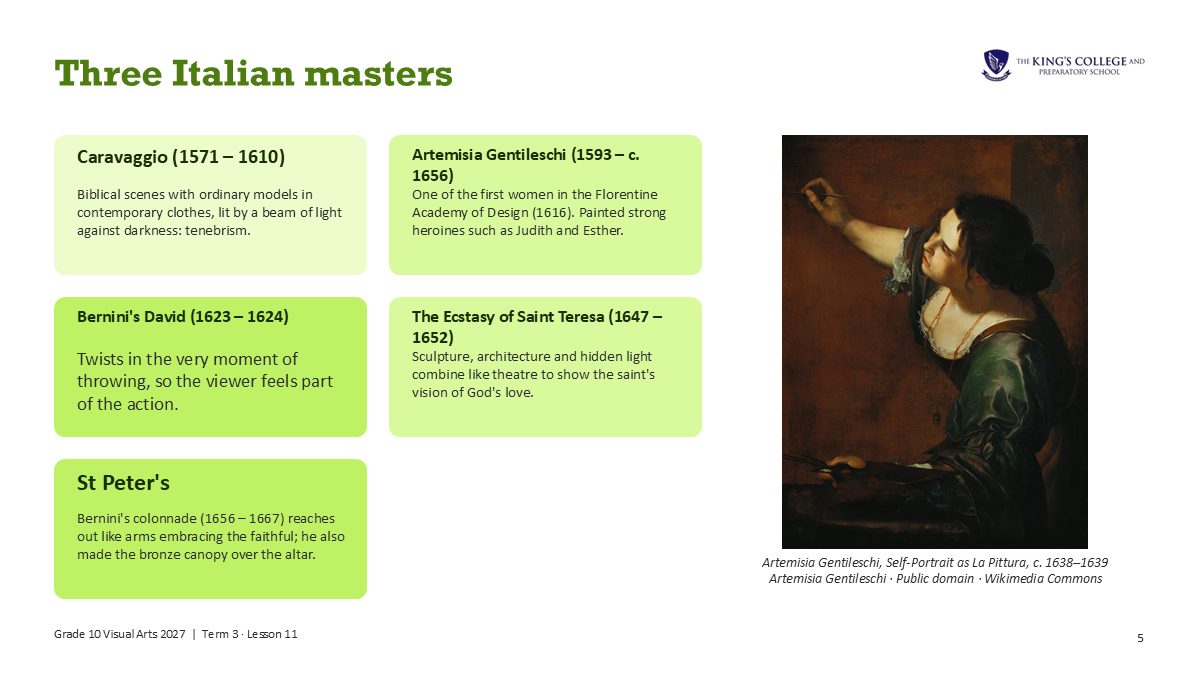 Three Italian masters
THE KING'S COLLEGE AND
PREPARATORY SCHOOL
Caravaggio (1571 – 1610)
Biblical scenes with ordinary models in
contemporary clothes, lit by a beam of light
against darkness: tenebrism.
Artemisia Gentileschi (1593 – c.
1656)
One of the first women in the Florentine
Academy of Design (1616). Painted strong
heroines such as Judith and Esther.
Bernini's David (1623 – 1624)
Twists in the very moment of
throwing, so the viewer feels part
of the action.
The Ecstasy of Saint Teresa (1647 –
1652)
Sculpture, architecture and hidden light
combine like theatre to show the saint's
vision of God's love.
St Peter's
Bernini's colonnade (1656 – 1667) reaches
out like arms embracing the faithful; he also
made the bronze canopy over the altar.
Artemisia Gentileschi, Self-Portrait as La Pittura, c. 1638–1639
Artemisia Gentileschi · Public domain · Wikimedia Commons
Grade 10 Visual Arts 2027 | Term 3 · Lesson 11
5